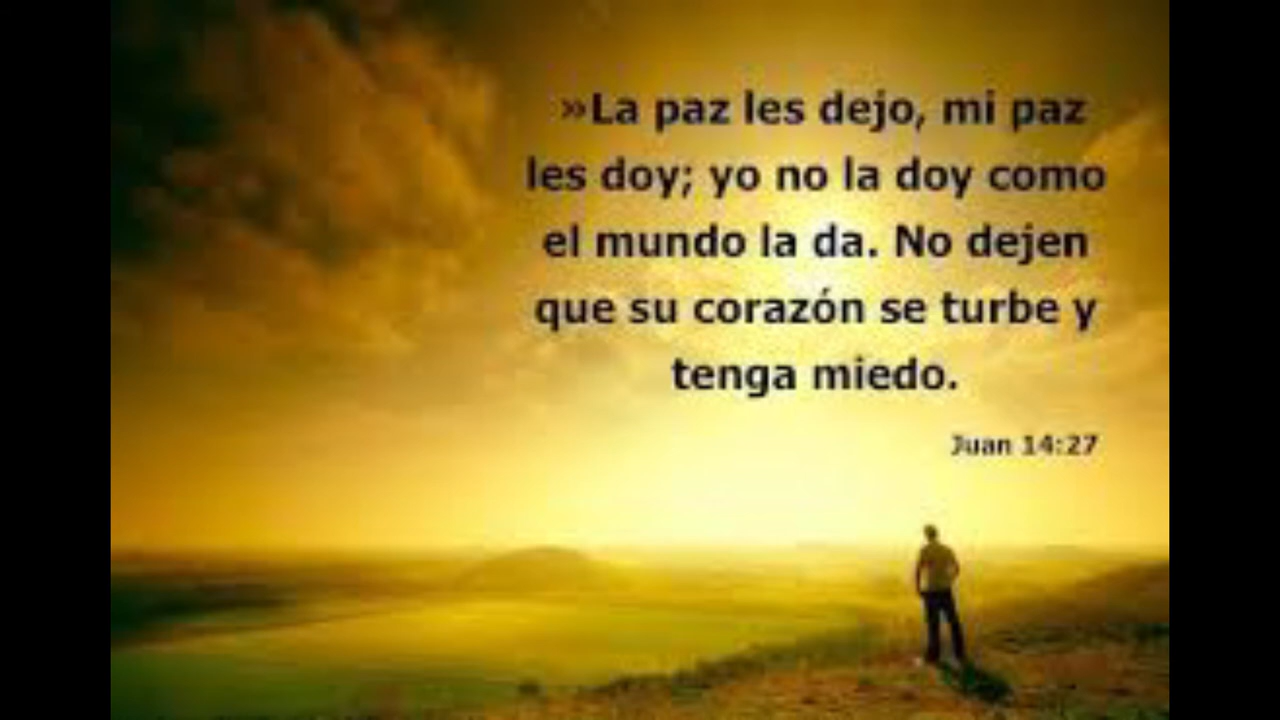 »La paz les dejo, mi paz
les doy; yo no la doy como
el mundo la da. No dejen
que su corazón se turbe y
tenga miedo.
Juan 14:27